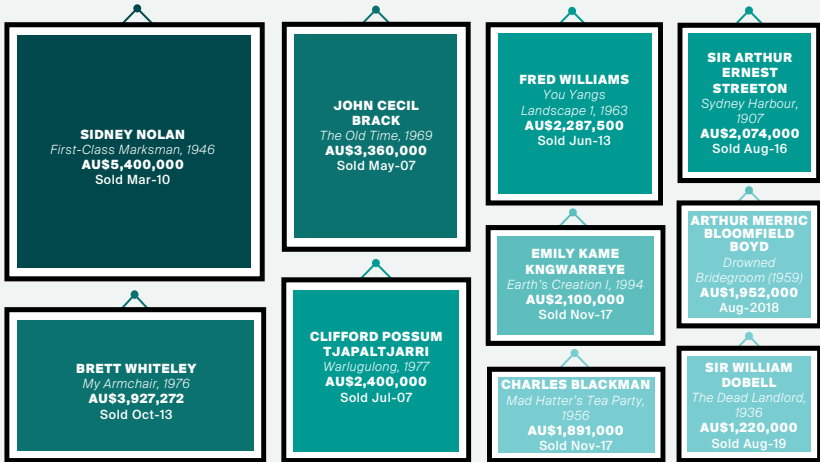 SIDNEY NOLAN
First-Class Marksman, 1946
AU$5,400,000
Sold Mar-10
BRETT WHITELEY
My Armchair, 1976
AU$3,927,272
Sold Oct-13
JOHN CECIL
BRACK
The Old Time, 1969
AU$3,360,000
Sold May-07
CLIFFORD POSSUM
TJAPALTJARRI
Warlugulong, 1977
AU$2,400,000
Sold Jul-07
FRED WILLIAMS
You Yangs
Landscape 1, 1963
AU$2,287,500
Sold Jun-13
EMILY KAME
KNGWARREYE
Earth's Creation I, 1994
AU$2,100,000
Sold Nov-17
CHARLES BLACKMAN
Mad Hatter's Tea Party,
1956
AU$1,891,000
Sold Nov-17
SIR ARTHUR
ERNEST
STREETON
Sydney Harbour,
1907
AU$2,074,000
Sold Aug-16
ARTHUR MERRIC
BLOOMFIELD
BOYD
Drowned
Bridegroom (1959)
AU$1,952,000
Aug-2018
SIR WILLIAM
DOBELL
The Dead Landlord,
1936
AU$1,220,000
Sold Aug-19